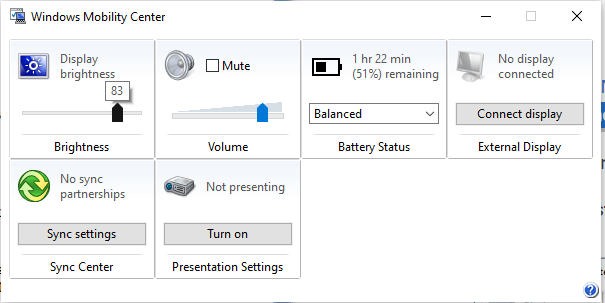 Windows Mobility Center
Display
brightness
83
Brightness
Mute
Volume
1 hr 22 min
(51%) remaining
Balanced
Battery Status
No display
connected
Connect display
External Display
No sync
partnerships
Sync settings
Sync Center
Not presenting
Turn on
Presentation Settings
?